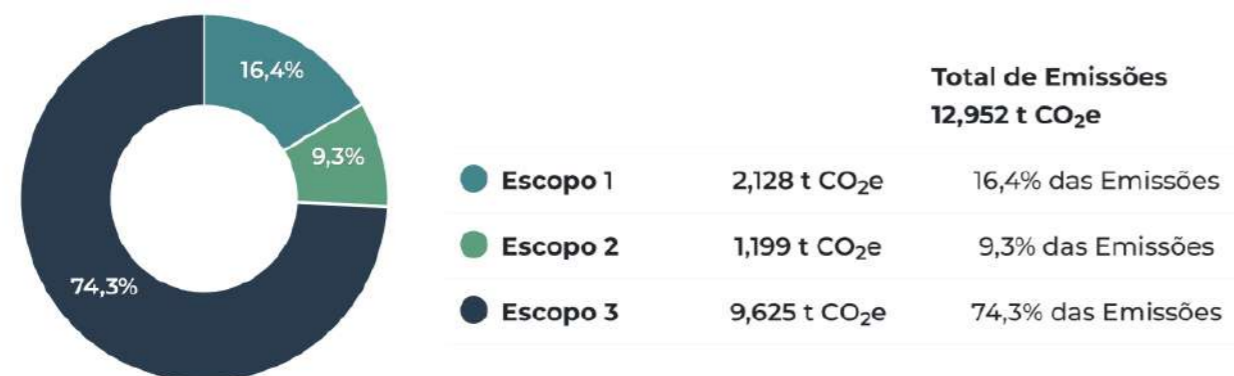 16,4%
9,3%
74,3%
Total de Emissões
12,952 t CO₂e
Escopo 1 2,128 t CO₂e 16,4% das Emissões
Escopo 2 1,199 t CO₂e 9,3% das Emissões
Escopo 3 9,625 t CO₂e 74,3% das Emissões